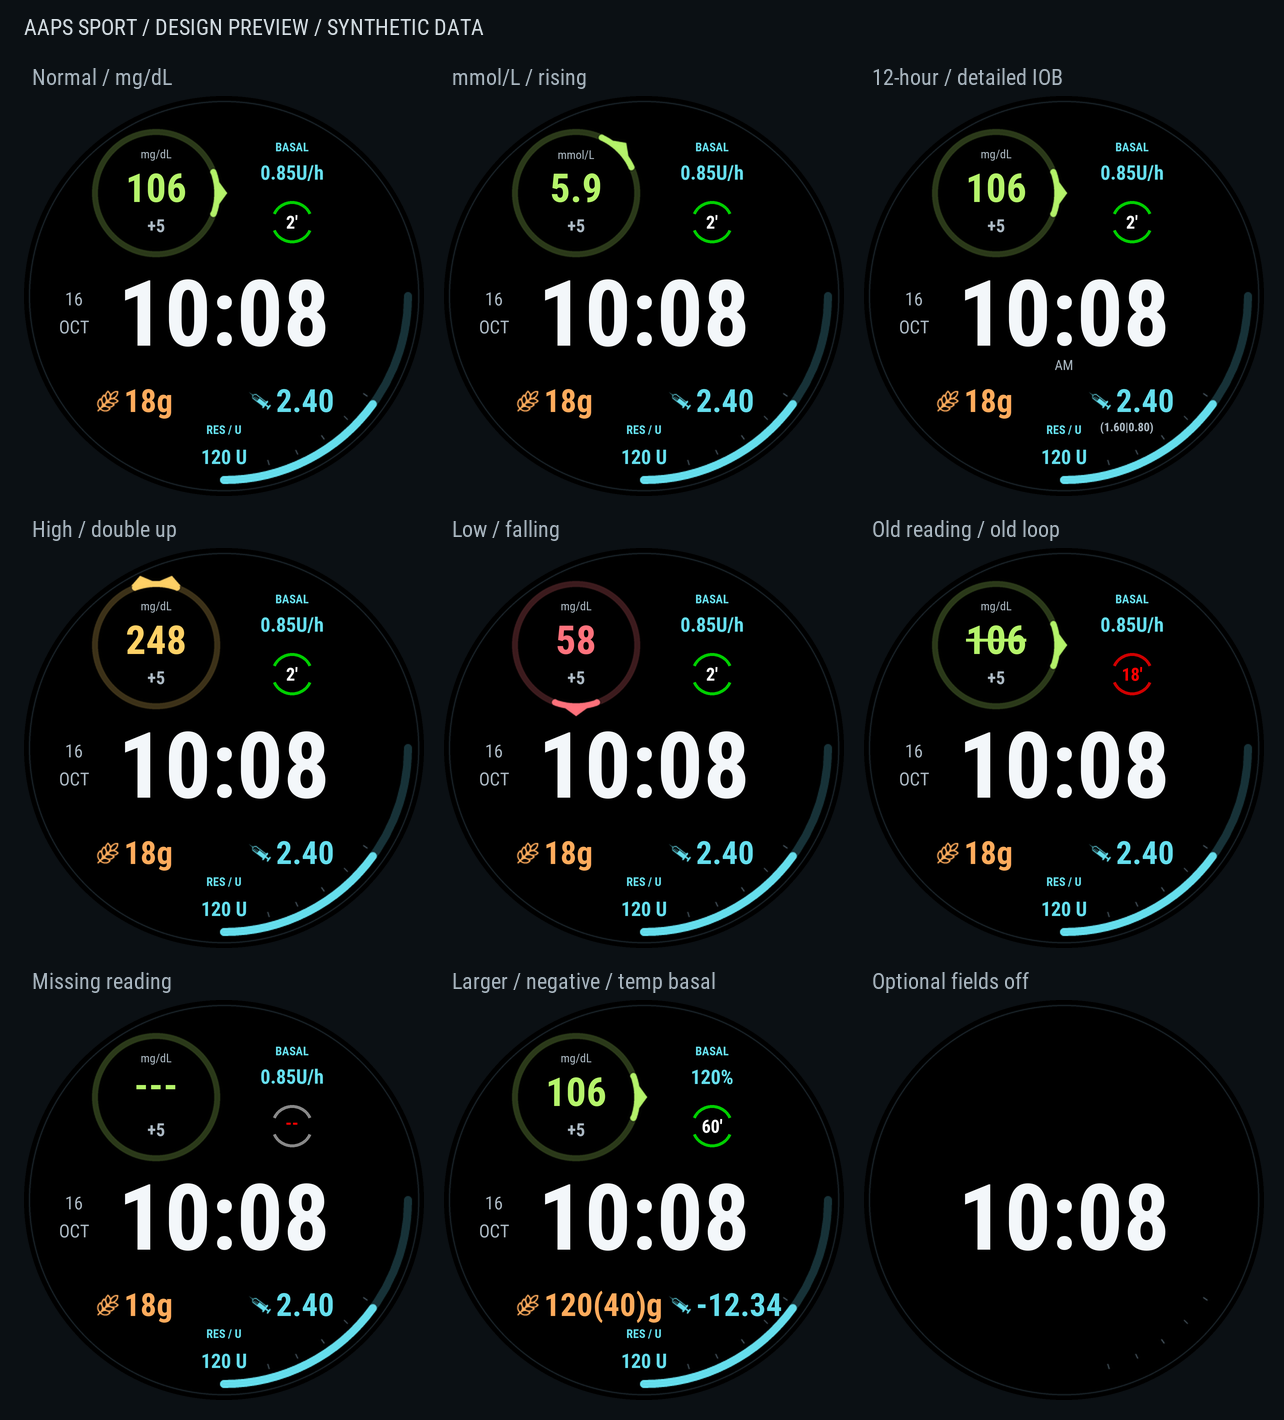 AAPS SPORT / DESIGN PREVIEW / SYNTHETIC DATA
Normal / mg/dL
mg/dL
106
+5
BASAL
0.85U/h
2'
16
OCT
10:08
18g
2.40
RES / U
120 U
mmol/L / rising
mmol/L
5.9
+5
BASAL
0.85U/h
2'
16
OCT
10:08
18g
2.40
RES / U
120 U
12-hour / detailed IOB
mg/dL
106
+5
BASAL
0.85U/h
2'
16
OCT
10:08
AM
18g
2.40
(1.60|0.80)
RES / U
120 U
High / double up
mg/dL
248
+5
BASAL
0.85U/h
2'
16
OCT
10:08
18g
2.40
RES / U
120 U
Low / falling
mg/dL
58
+5
BASAL
0.85U/h
2'
16
OCT
10:08
18g
2.40
RES / U
120 U
Old reading / old loop
mg/dL
106
+5
BASAL
0.85U/h
18'
16
OCT
10:08
18g
2.40
RES / U
120 U
Missing reading
mg/dL
---
+5
BASAL
0.85U/h
--
16
OCT
10:08
18g
2.40
RES / U
120 U
Larger / negative / temp basal
mg/dL
106
+5
BASAL
120%
60'
16
OCT
10:08
120(40)g
-12.34
RES / U
120 U
Optional fields off
10:08